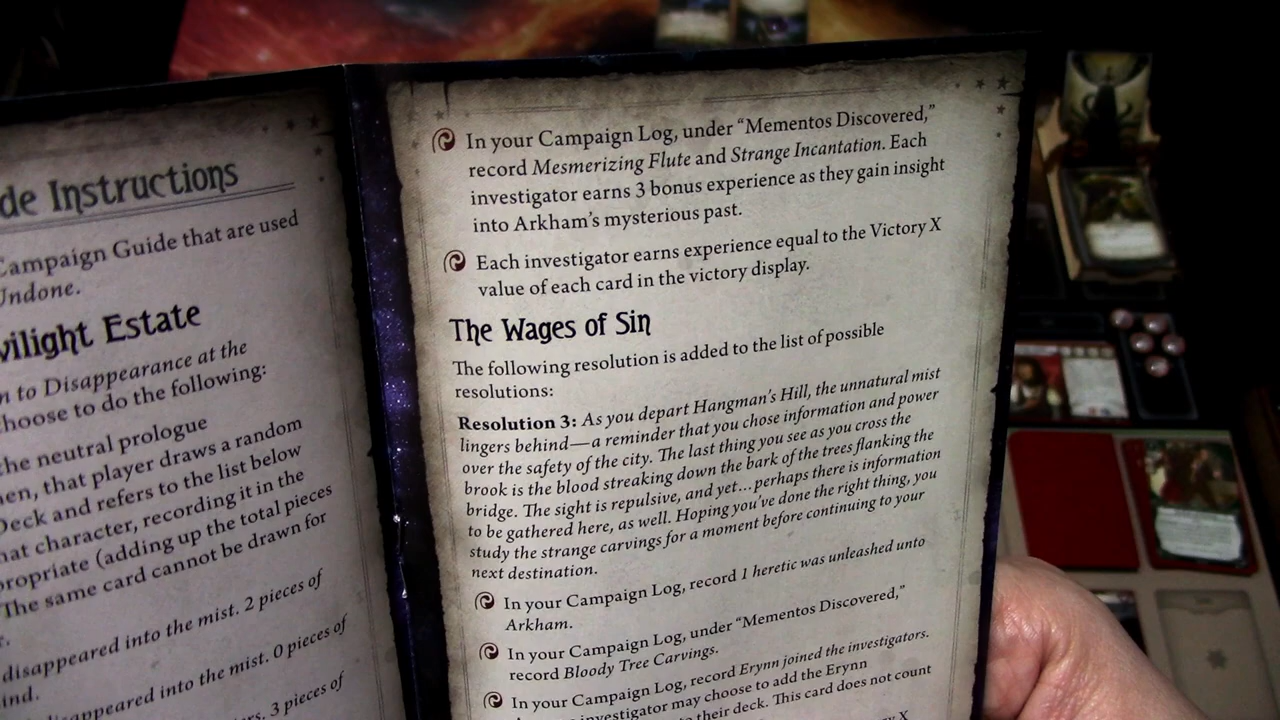 de Instructions
Campaign Guide that are used
Undone.
wilight Estate
n to Disappearance at the
choose to do the following:
the neutral prologue
en, that player draws a random
Deck and refers to the list below
hat character, recording it in the
propriate (adding up the total pieces
The same card cannot be drawn for
disappeared into the mist. 2 pieces of
ind.
disappeared into the mist. 0 pieces of
3 pieces of
In your Campaign Log, under “Mementos Discovered,”
record Mesmerizing Flute and Strange Incantation. Each
investigator earns 3 bonus experience as they gain insight
into Arkham’s mysterious past.
Each investigator earns experience equal to the Victory X
value of each card in the victory display.
The Wages of Sin
The following resolution is added to the list of possible
resolutions:
Resolution 3: As you depart Hangman’s Hill, the unnatural mist
lingers behind—a reminder that you chose information and power
over the safety of the city. The last thing you see as you cross the
brook is the blood streaking down the bark of the trees flanking the
bridge. The sight is repulsive, and yet…perhaps there is information
to be gathered here, as well. Hoping you’ve done the right thing, you
study the strange carvings for a moment before continuing to your
next destination.
In your Campaign Log, record 1 heretic was unleashed unto
Arkham.
In your Campaign Log, under “Mementos Discovered,”
record Bloody Tree Carvings.
In your Campaign Log, record Erynn joined the investigators.
investigator may choose to add the Erynn
to their deck. This card does not count
X